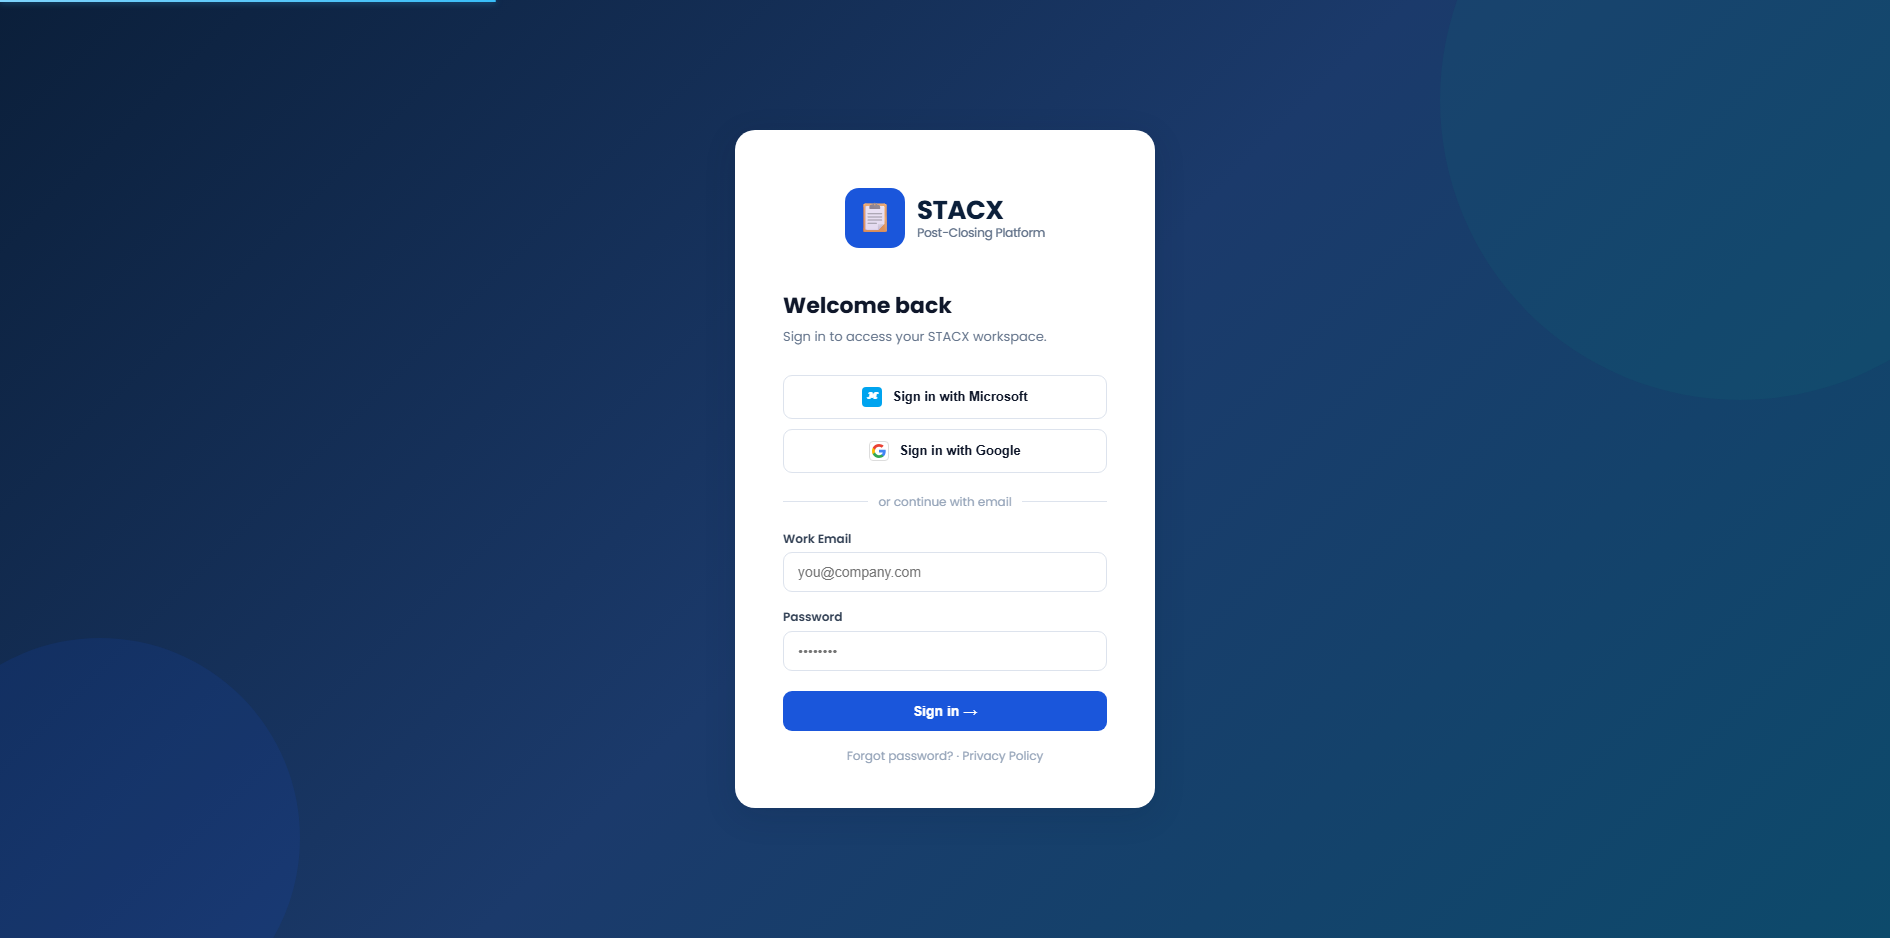 STACX
Post-Closing Platform
Welcome back
Sign in to access your STACX workspace.
Sign in with Microsoft
Sign in with Google
or continue with email
Work Email
you@company.com
Password
••••••••
Sign in →
Forgot password? · Privacy Policy